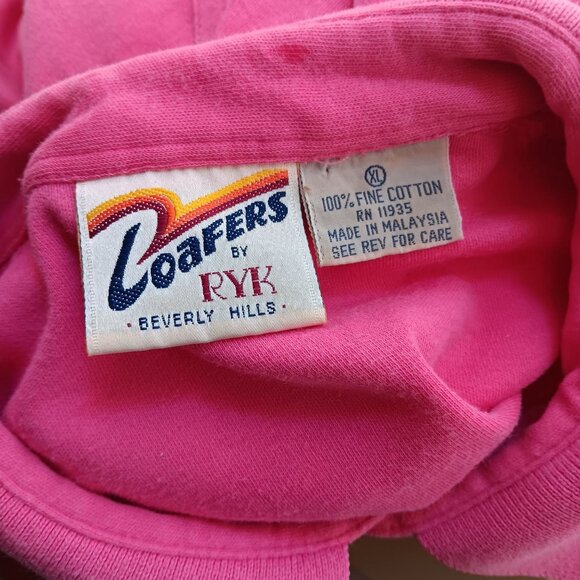 Loafers
BY
RYK
· BEVERLY HILLS ·
XL
100% FINE COTTON
RN 11935
MADE IN MALAYSIA
SEE REV FOR CARE